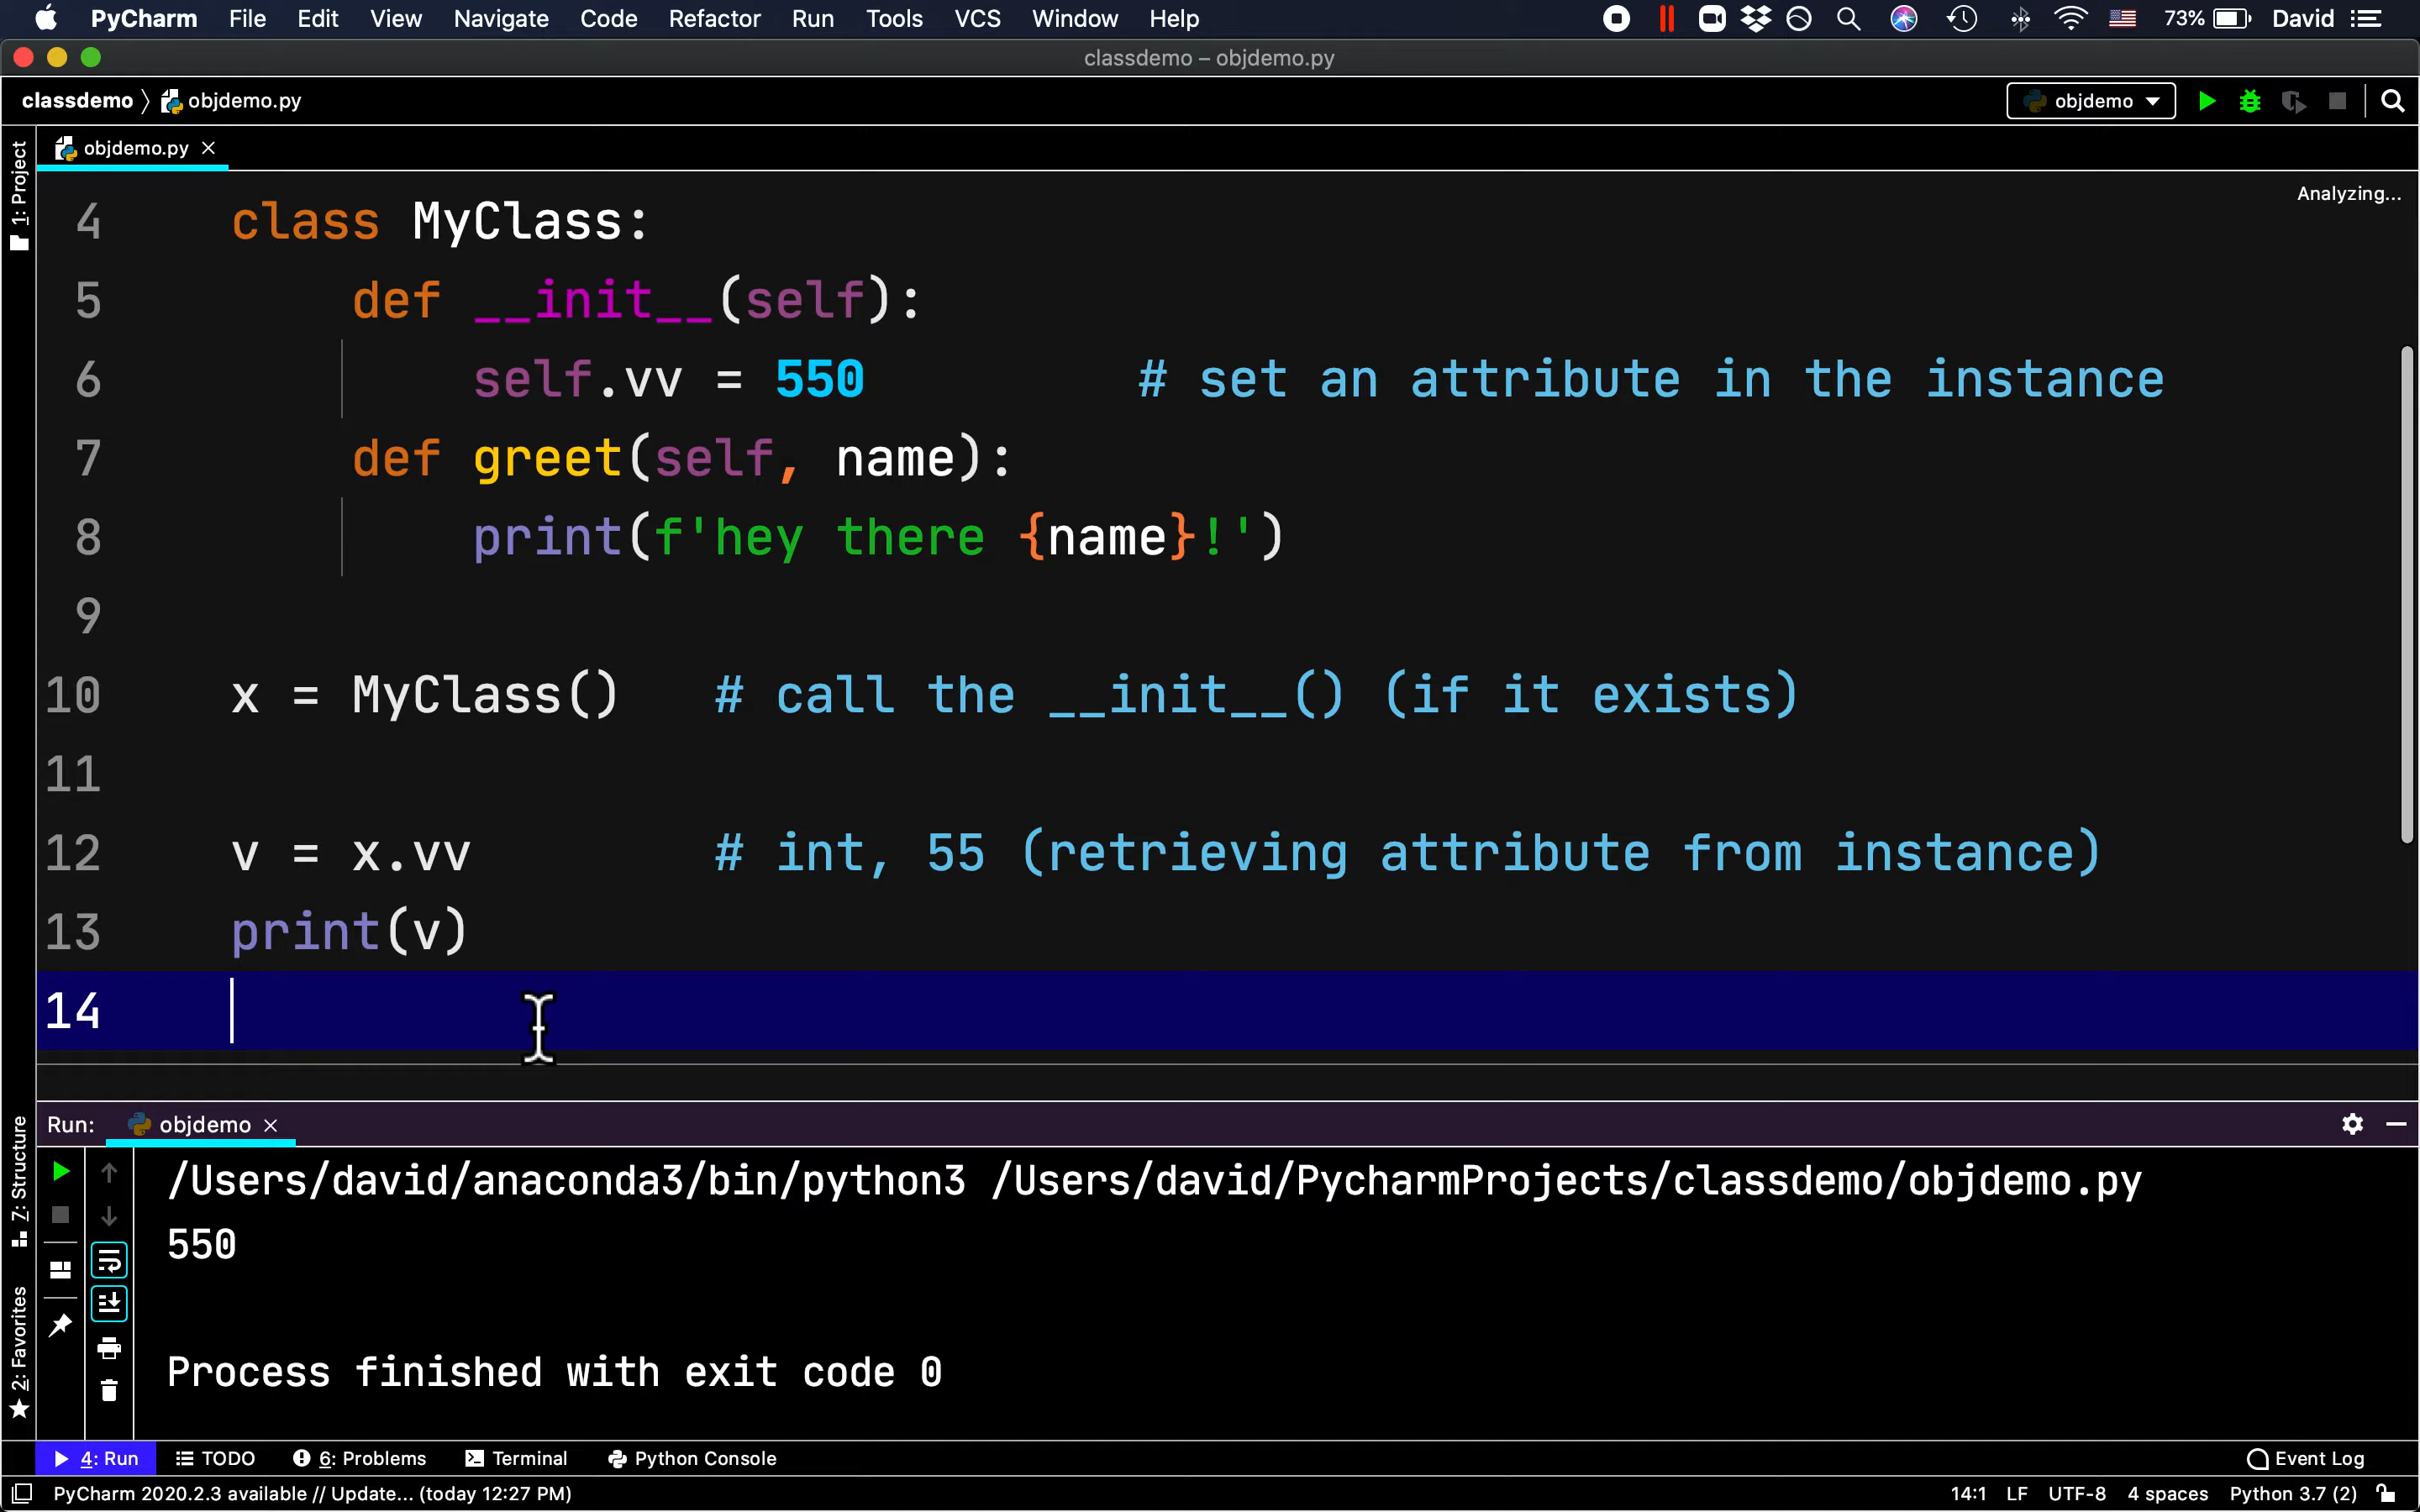 PyCharm File Edit View Navigate Code Refactor Run Tools VCS Window Help 73% David
classdemo – objdemo.py
classdemo objdemo.py objdemo
1: Project
objdemo.py
Analyzing...
4 class MyClass:
5 def __init__(self):
6 self.vv = 550 # set an attribute in the instance
7 def greet(self, name):
8 print(f'hey there {name}!')
9
10 x = MyClass() # call the __init__() (if it exists)
11
12 v = x.vv # int, 55 (retrieving attribute from instance)
13 print(v)
14
Run: objdemo
Z: Structure
2: Favorites
/Users/david/anaconda3/bin/python3 /Users/david/PycharmProjects/classdemo/objdemo.py
550
Process finished with exit code 0
4: Run TODO 6: Problems Terminal Python Console Event Log
PyCharm 2020.2.3 available // Update... (today 12:27 PM) 14:1 LF UTF-8 4 spaces Python 3.7 (2)